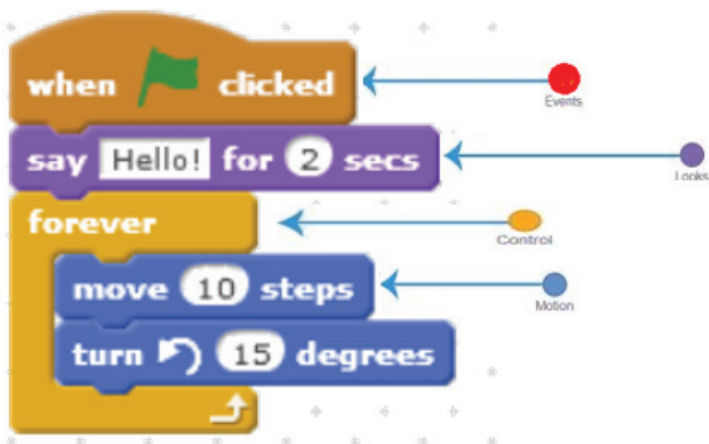 when clicked
Events
say Hello! for 2 secs
Looks
forever
Control
move 10 steps
Motion
turn 15 degrees